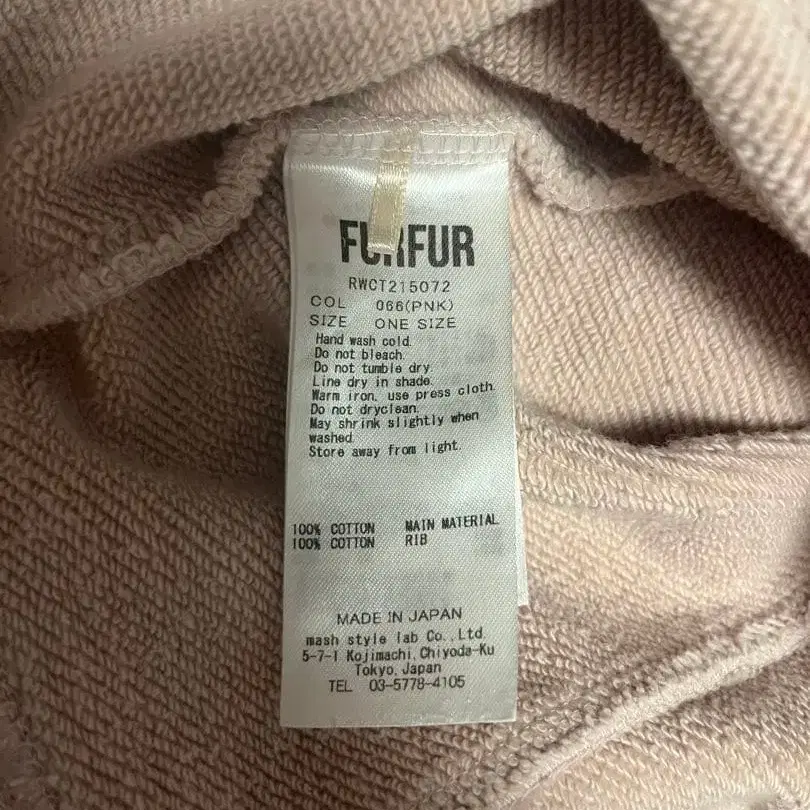 FURFUR
RWCT215072
COL 066(PNK)
SIZE ONE SIZE
Hand wash cold.
Do not bleach.
Do not tumble dry.
Line dry in shade.
Warm iron, use press cloth.
Do not dryclean.
May shrink slightly when
washed.
Store away from light.
100% COTTON MAIN MATERIAL
100% COTTON RIB
MADE IN JAPAN
mash style lab Co.,Ltd.
5-7-1 Kojimachi,Chiyoda-Ku
Tokyo,Japan
TEL 03-5778-4105